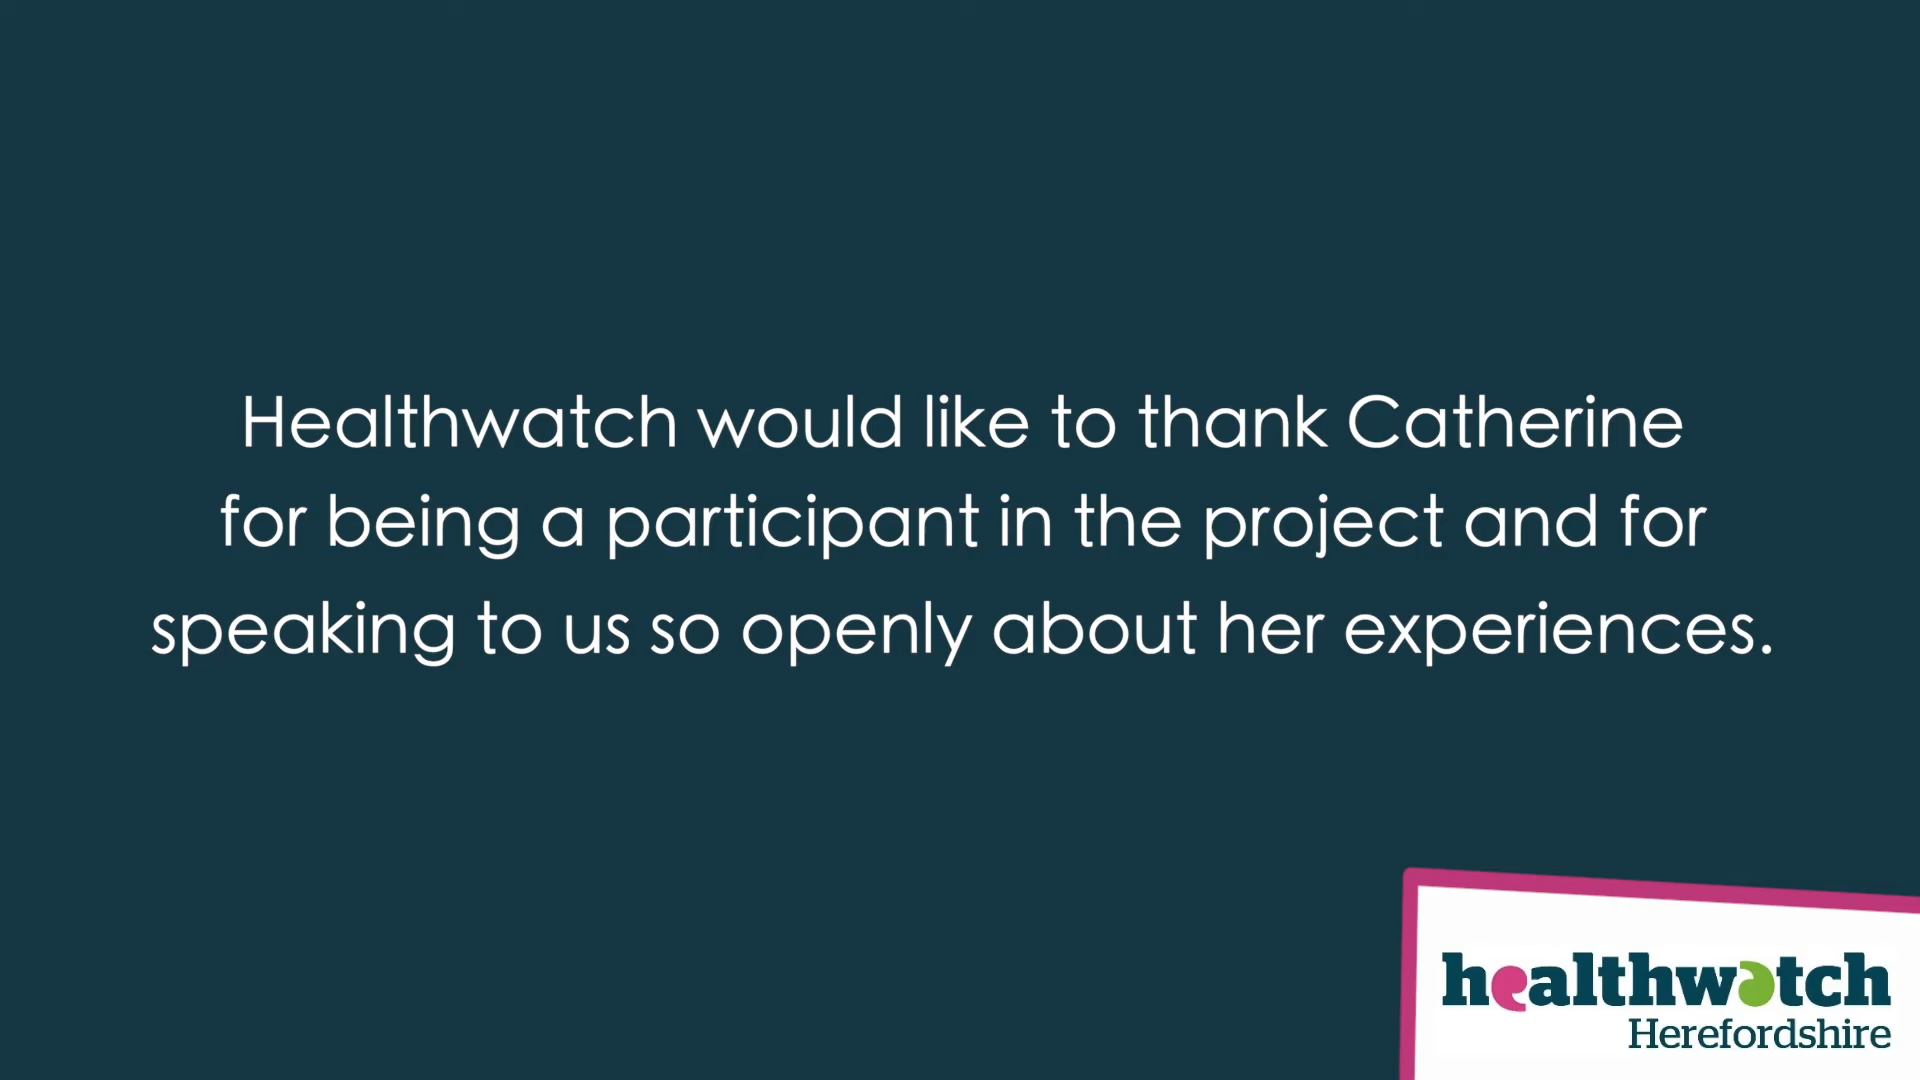 Healthwatch would like to thank Catherine
for being a participant in the project and for
speaking to us so openly about her experiences.
healthwatch
Herefordshire